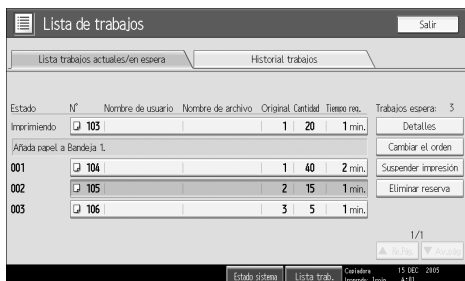 Lista de trabajos
Salir
Lista trabajos actuales/en espera
Historial trabajos
Estado Nº Nombre de usuario Nombre de archivo Original Cantidad Tiempo req. Trabajos espera: 3
Imprimiendo 103 1 20 1 min. Detalles
Añada papel a Bandeja 1. Cambiar el orden
001 104 1 40 2 min. Suspender impresión
002 105 2 15 1 min. Eliminar reserva
003 106 3 5 1 min.
1/1
Estado sistema Lista trab. Copiadora 15 DEC 2005